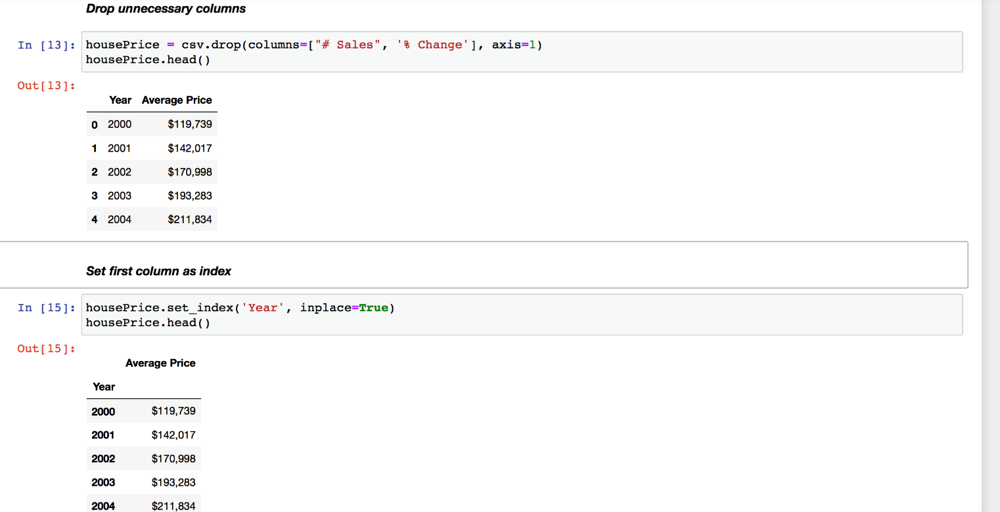 Drop unnecessary columns
In [13]: housePrice = csv.drop(columns=["# Sales", '% Change'], axis=1)
housePrice.head()
Out[13]:
Year Average Price
0 2000 $119,739
1 2001 $142,017
2 2002 $170,998
3 2003 $193,283
4 2004 $211,834
Set first column as index
In [15]: housePrice.set_index('Year', inplace=True)
housePrice.head()
Out[15]:
Average Price
Year
2000 $119,739
2001 $142,017
2002 $170,998
2003 $193,283
2004 $211,834